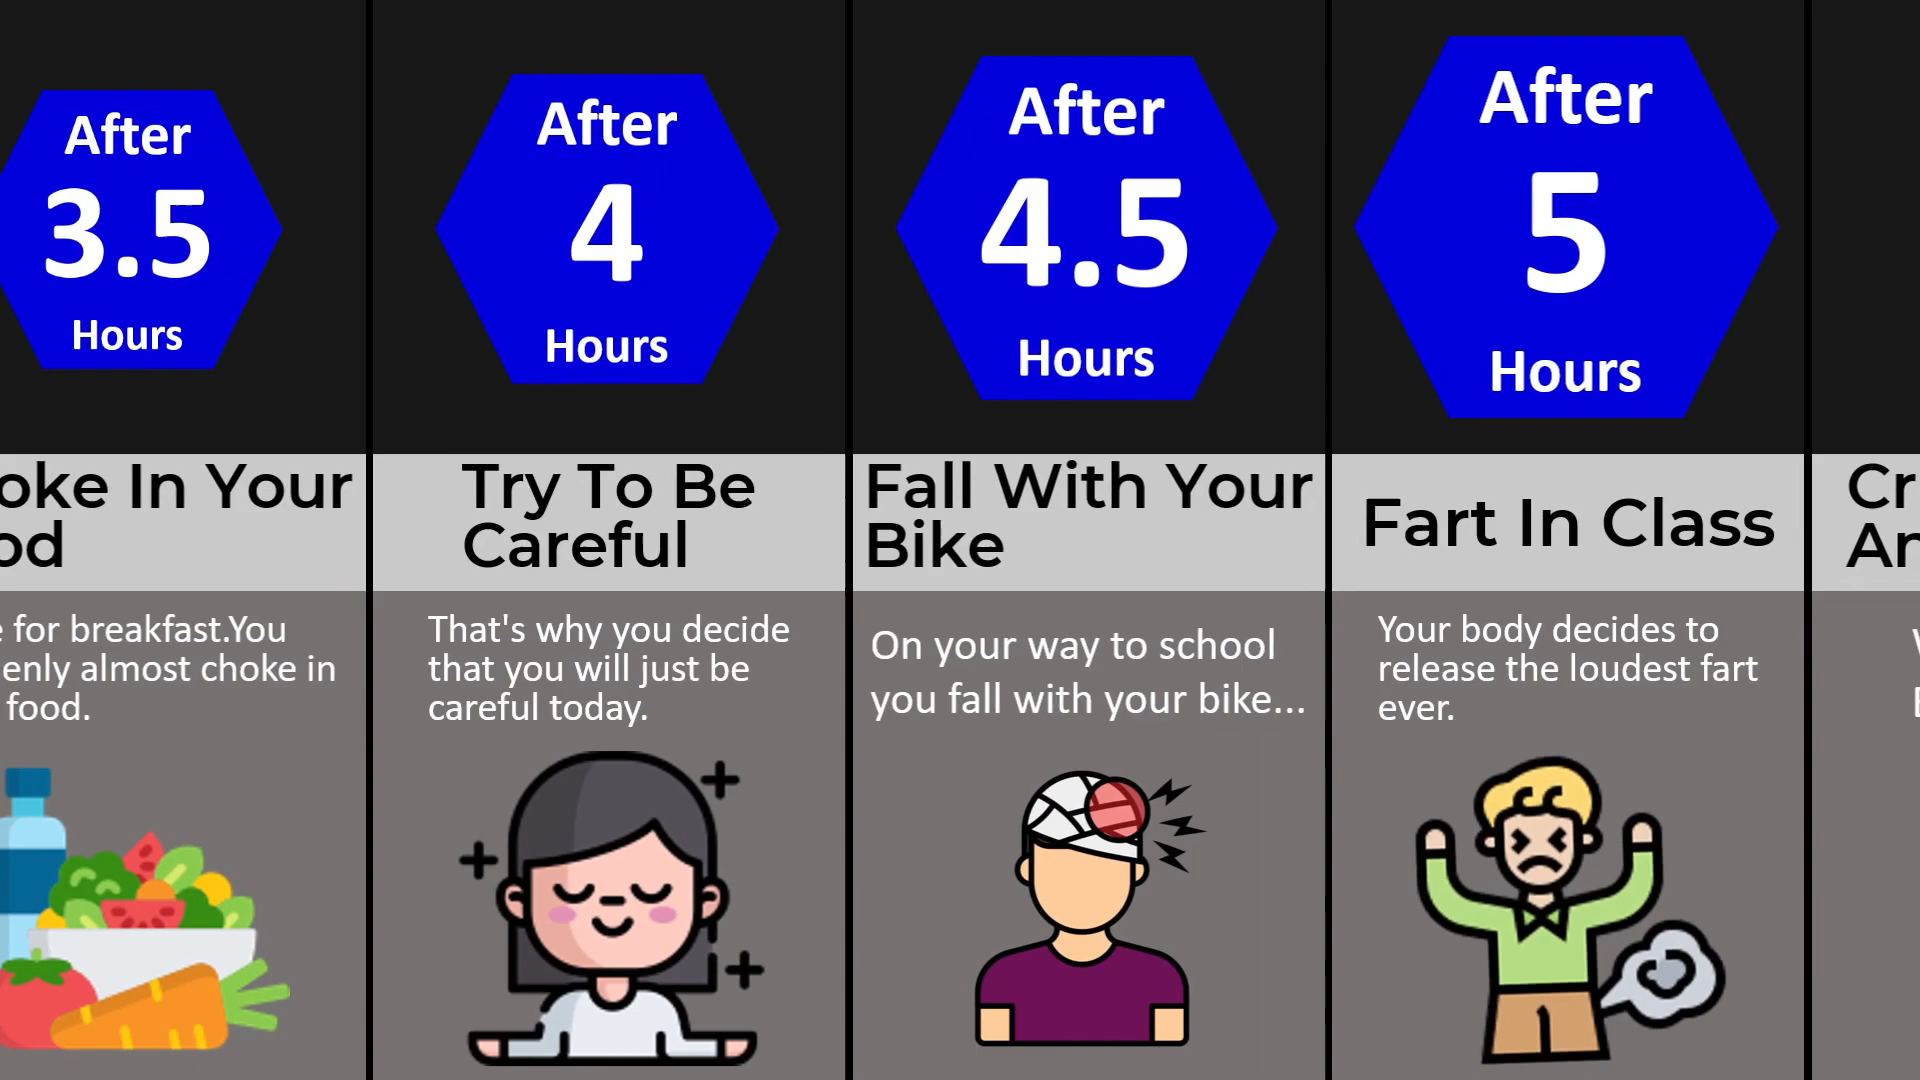 After
3.5
Hours
oke In Your
od
for breakfast.You
enly almost choke in
food.
After
4
Hours
Try To Be
Careful
That's why you decide
that you will just be
careful today.
After
4.5
Hours
Fall With Your
Bike
On your way to school
you fall with your bike...
After
5
Hours
Fart In Class
Your body decides to
release the loudest fart
ever.
Cr
An